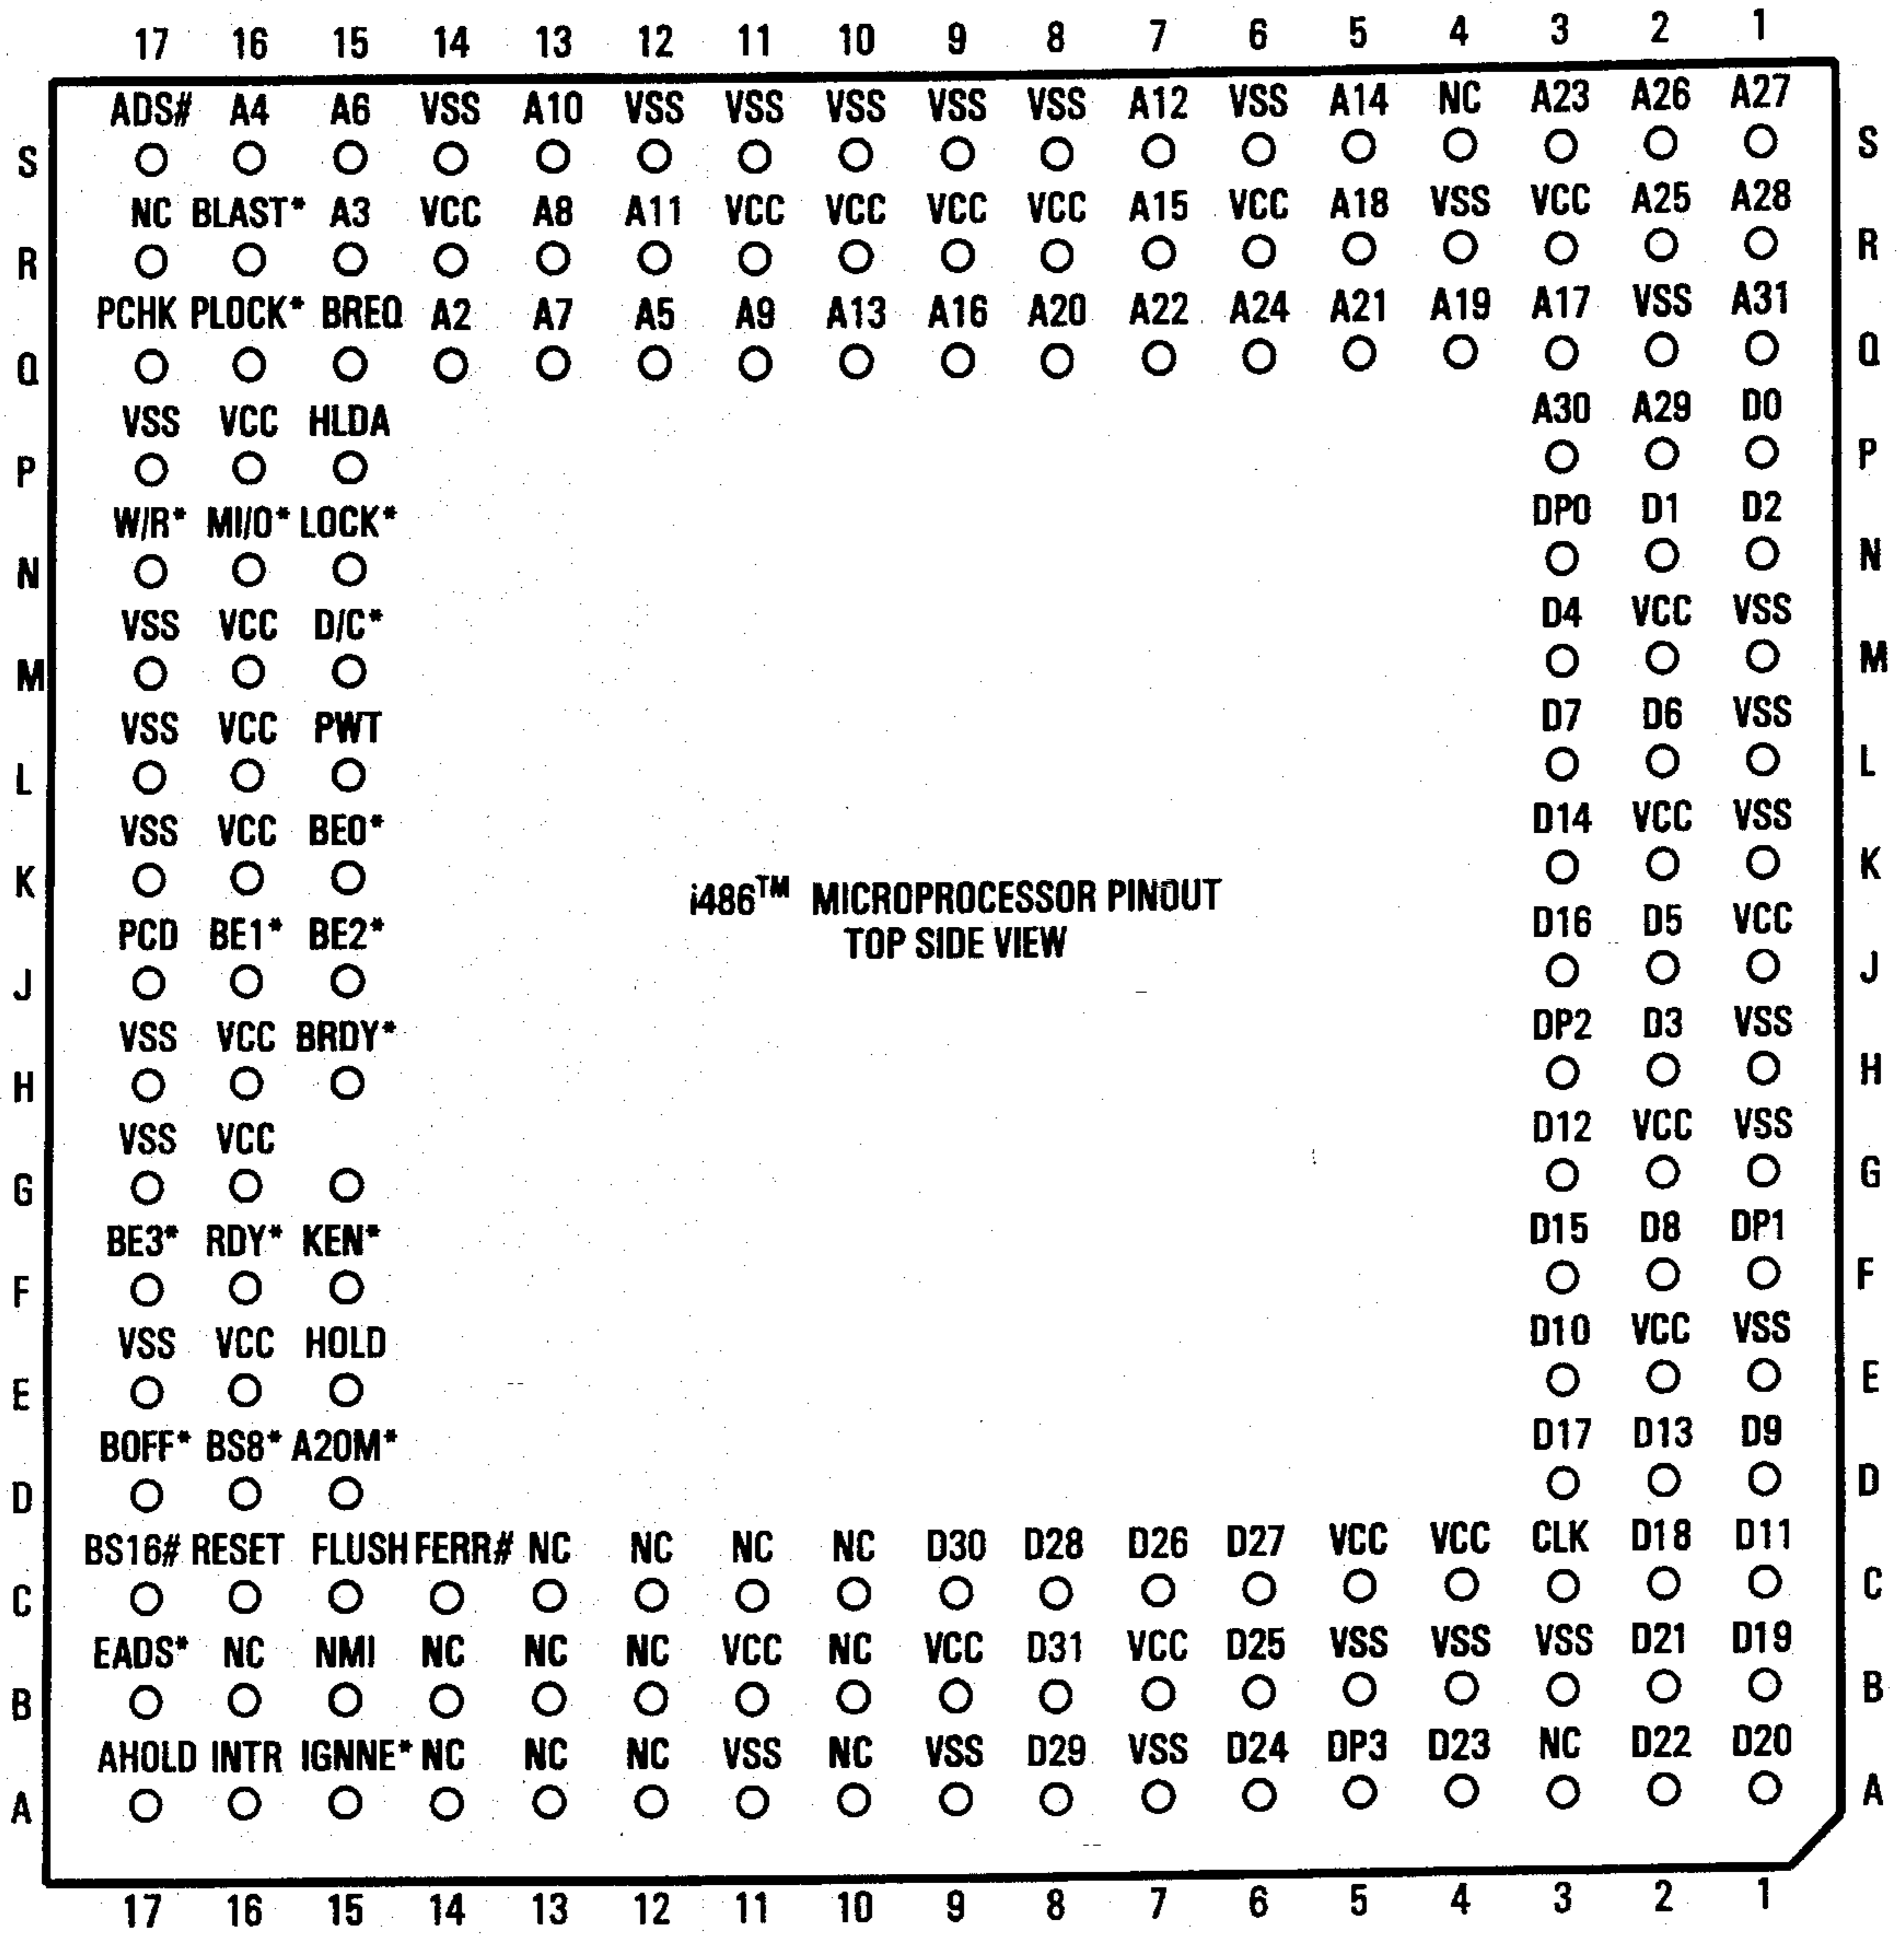 17 16 15 14 13 12 11 10 9 8 7 6 5 4 3 2 1
ADS# A4 A6 VSS A10 VSS VSS VSS VSS VSS A12 VSS A14 NC A23 A26 A27
S S
NC BLAST* A3 VCC A8 A11 VCC VCC VCC VCC A15 VCC A18 VSS VCC A25 A28
R R
PCHK PLOCK* BREQ A2 A7 A5 A9 A13 A16 A20 A22 A24 A21 A19 A17 VSS A31
Q Q
VSS VCC HLDA A30 A29 D0
P P
W/R* MI/O* LOCK* DP0 D1 D2
N N
VSS VCC D/C* D4 VCC VSS
M M
VSS VCC PWT D7 D6 VSS
L L
VSS VCC BE0* D14 VCC VSS
K K
i486™ MICROPROCESSOR PINOUT
PCD BE1* BE2* D16 D5 VCC
TOP SIDE VIEW
J J
VSS VCC BRDY* DP2 D3 VSS
H H
VSS VCC D12 VCC VSS
G G
BE3* RDY* KEN* D15 D8 DP1
F F
VSS VCC HOLD D10 VCC VSS
E E
BOFF* BS8* A20M* D17 D13 D9
D D
BS16# RESET FLUSH FERR# NC NC NC NC D30 D28 D26 D27 VCC VCC CLK D18 D11
C C
EADS* NC NMI NC NC NC VCC NC VCC D31 VCC D25 VSS VSS VSS D21 D19
B B
AHOLD INTR IGNNE* NC NC NC VSS NC VSS D29 VSS D24 DP3 D23 NC D22 D20
A A
17 16 15 14 13 12 11 10 9 8 7 6 5 4 3 2 1